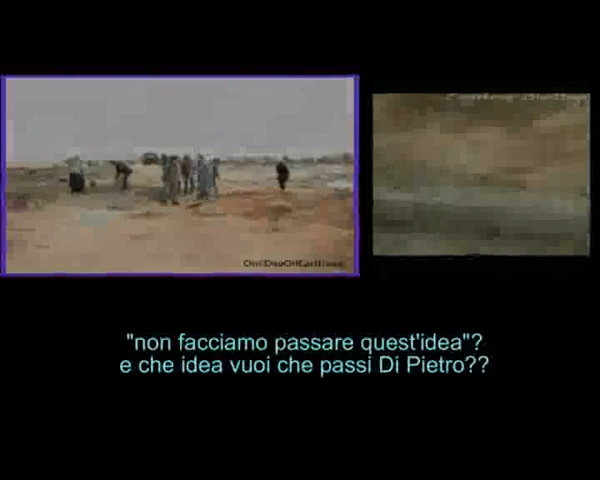 "non facciamo passare quest'idea"?
e che idea vuoi che passi Di Pietro??